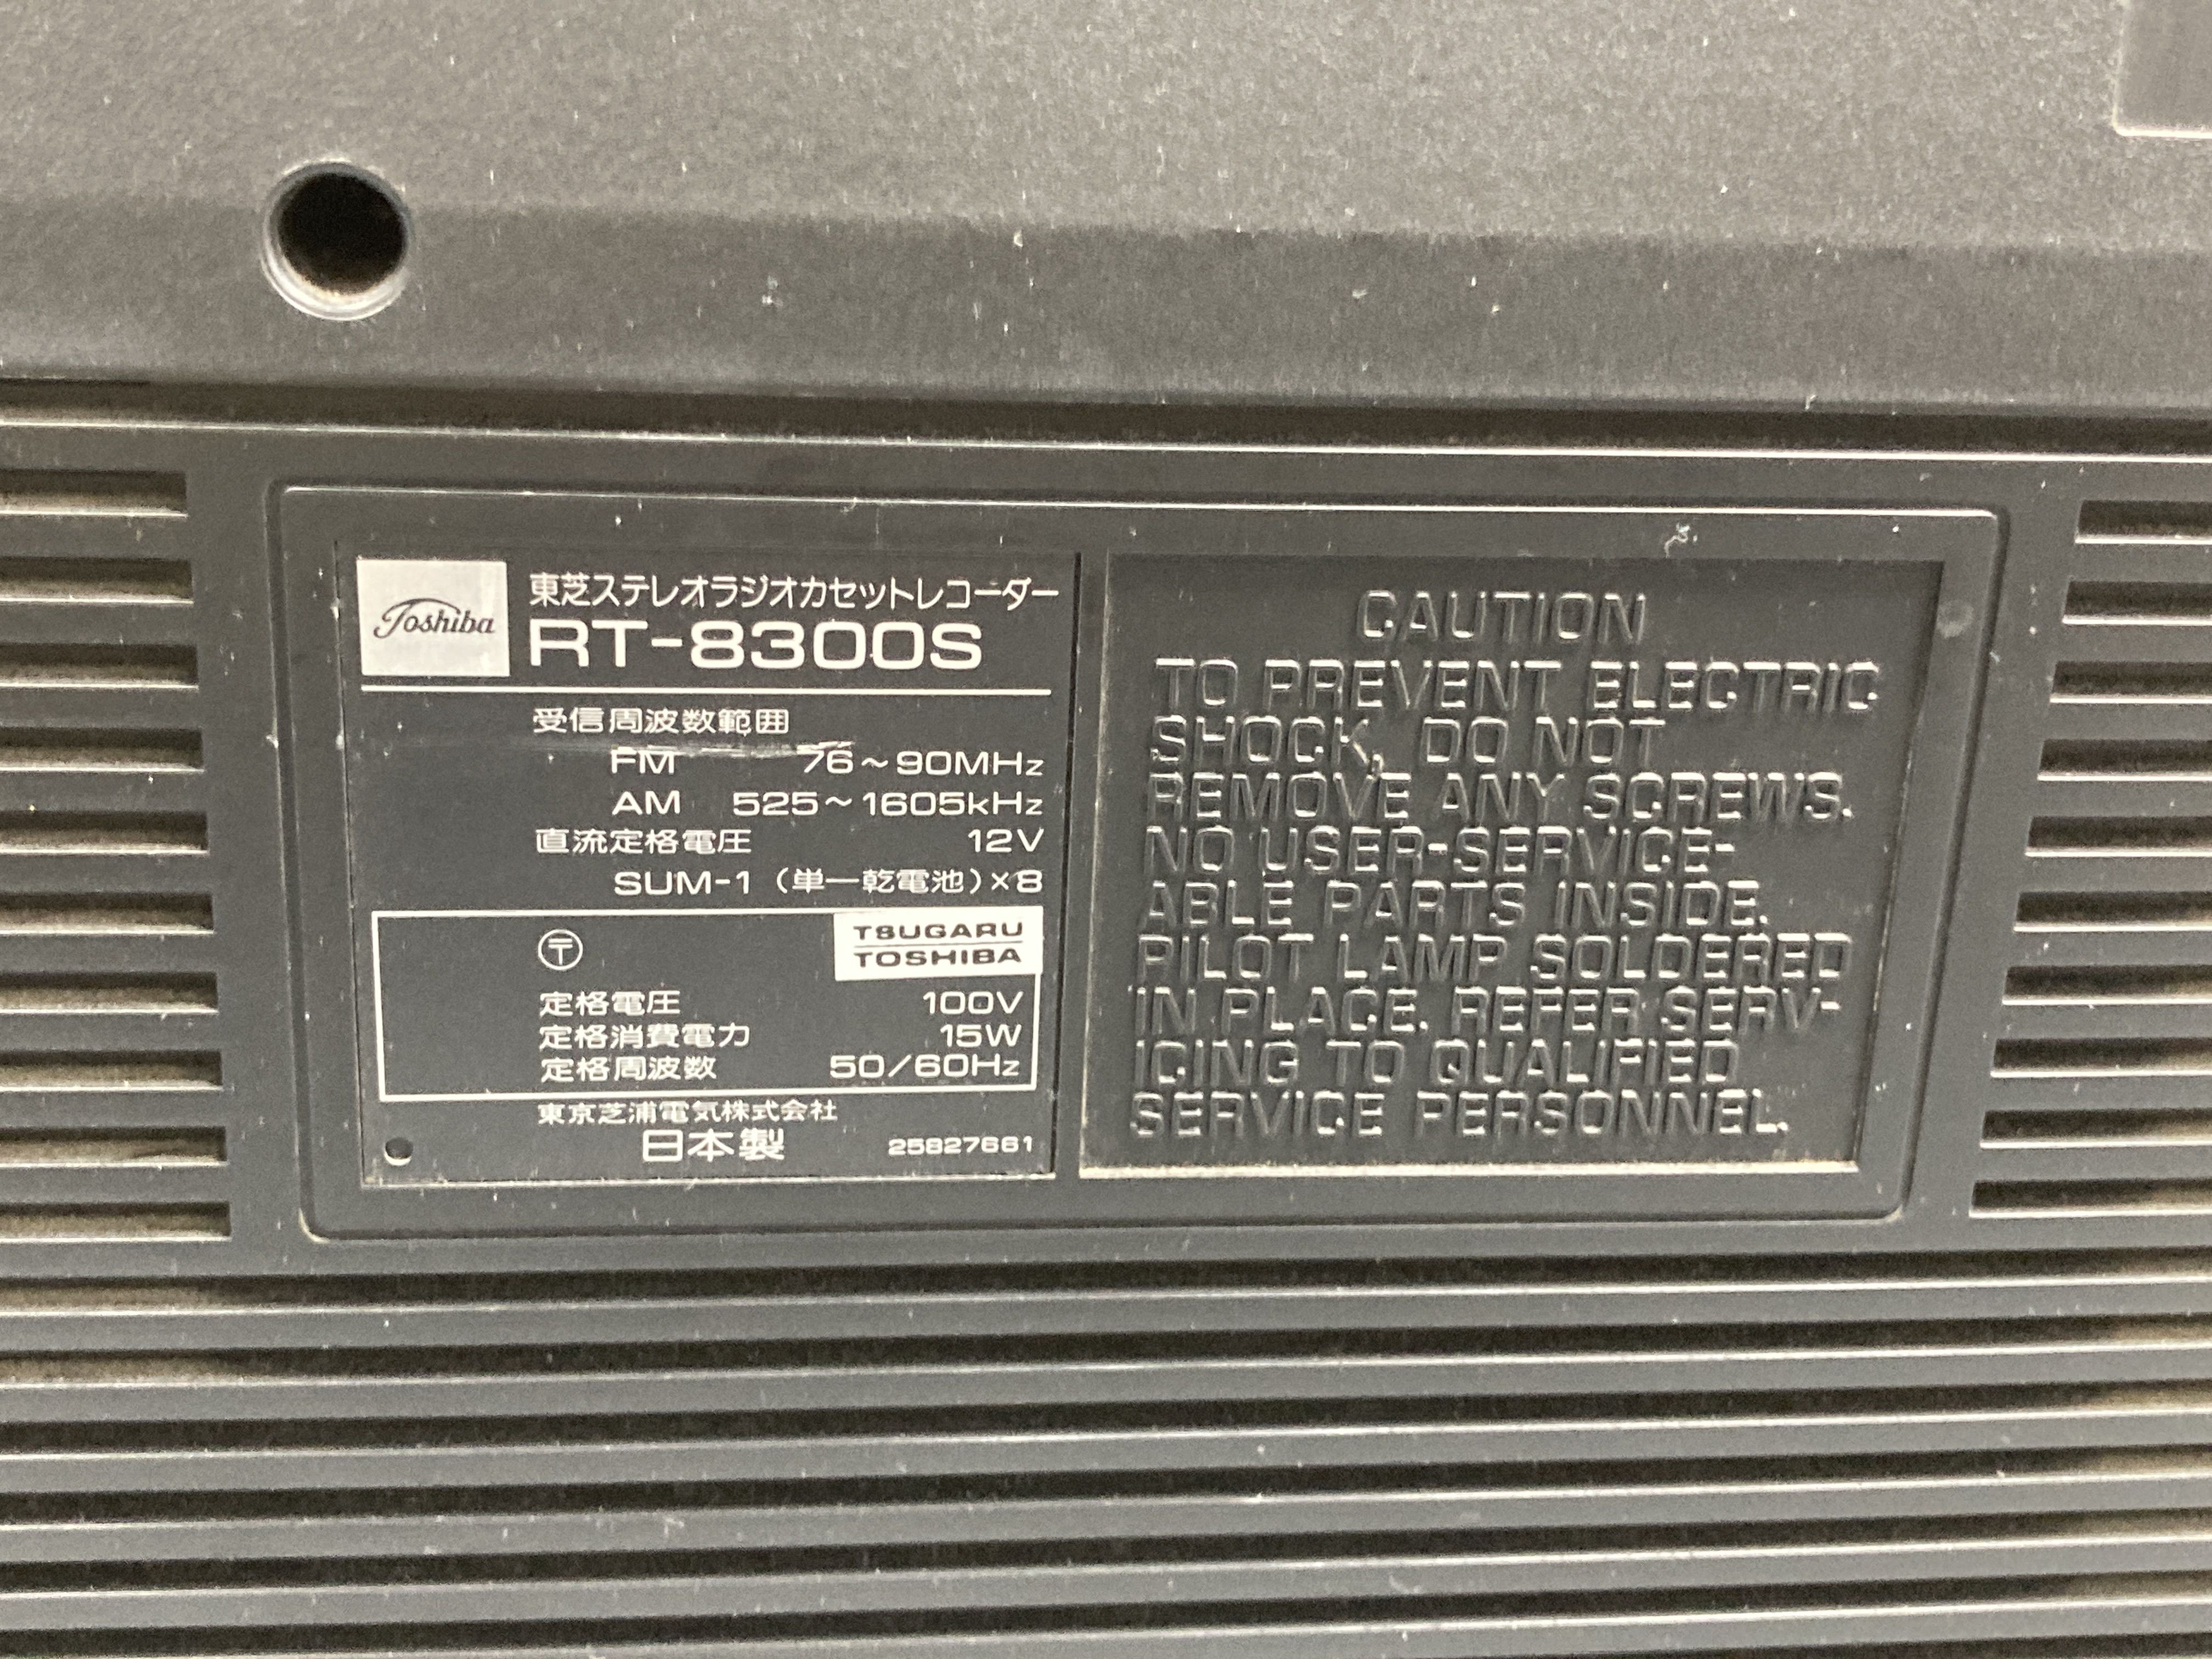 Toshiba
東芝ステレオラジオカセットレコーダー
RT-8300S
受信周波数範囲
FM 76~90MHz
AM 525~1605kHz
直流定格電圧 12V
SUM-1 (単一乾電池)×8
〶 TSUGARU
TOSHIBA
定格電圧 100V
定格消費電力 15W
定格周波数 50/60Hz
東京芝浦電気株式会社
日本製 25827661
CAUTION
TO PREVENT ELECTRIC
SHOCK, DO NOT
REMOVE ANY SCREWS.
NO USER-SERVICE-
ABLE PARTS INSIDE.
PILOT LAMP SOLDERED
IN PLACE. REFER SERV-
ICING TO QUALIFIED
SERVICE PERSONNEL.